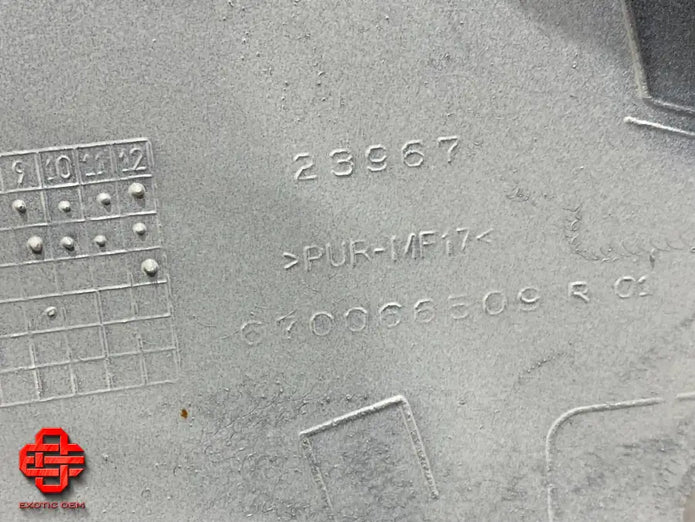 9 10 11 12
23967
>PUR-MF17<
670066509 R 01
EXOTIC OEM